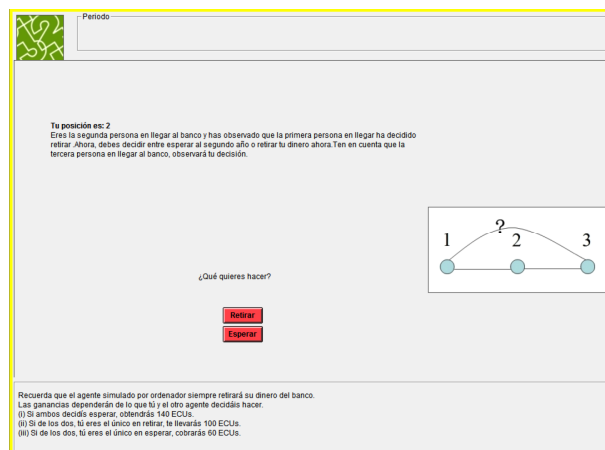 Periodo
Tu posición es: 2
Eres la segunda persona en llegar al banco y has observado que la primera persona en llegar ha decidido
retirar .Ahora, debes decidir entre esperar al segundo año o retirar tu dinero ahora.Ten en cuenta que la
tercera persona en llegar al banco, observará tu decisión.
?
1 2 3
¿Qué quieres hacer?
Retirar
Esperar
Recuerda que el agente simulado por ordenador siempre retirará su dinero del banco.
Las ganancias dependerán de lo que tú y el otro agente decidáis hacer.
(i) Si ambos decidís esperar, obtendrás 140 ECUs.
(ii) Si de los dos, tú eres el único en retirar, te llevarás 100 ECUs.
(iii) Si de los dos, tú eres el único en esperar, cobrarás 60 ECUs.